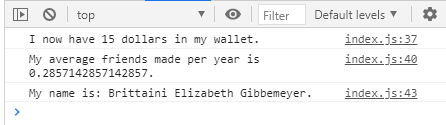 top
Filter
Default levels
I now have 15 dollars in my wallet. index.js:37
My average friends made per year is index.js:40
0.2857142857142857.
My name is: Brittaini Elizabeth Gibbemeyer. index.js:43